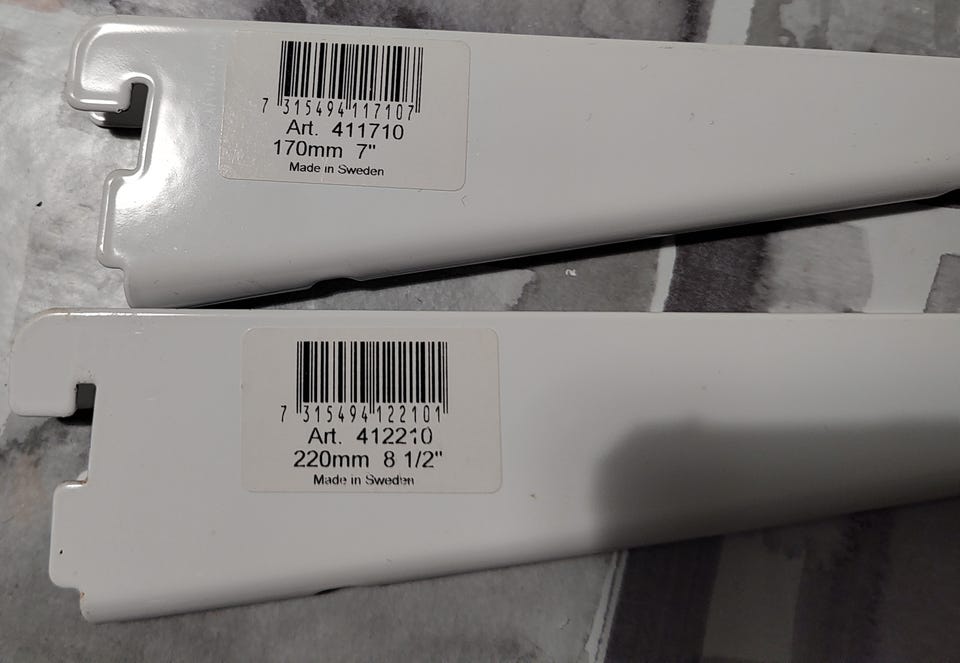 7 315494 117107
Art. 411710
170mm 7"
Made in Sweden
7 315494 122101
Art. 412210
220mm 8 1/2"
Made in Sweden